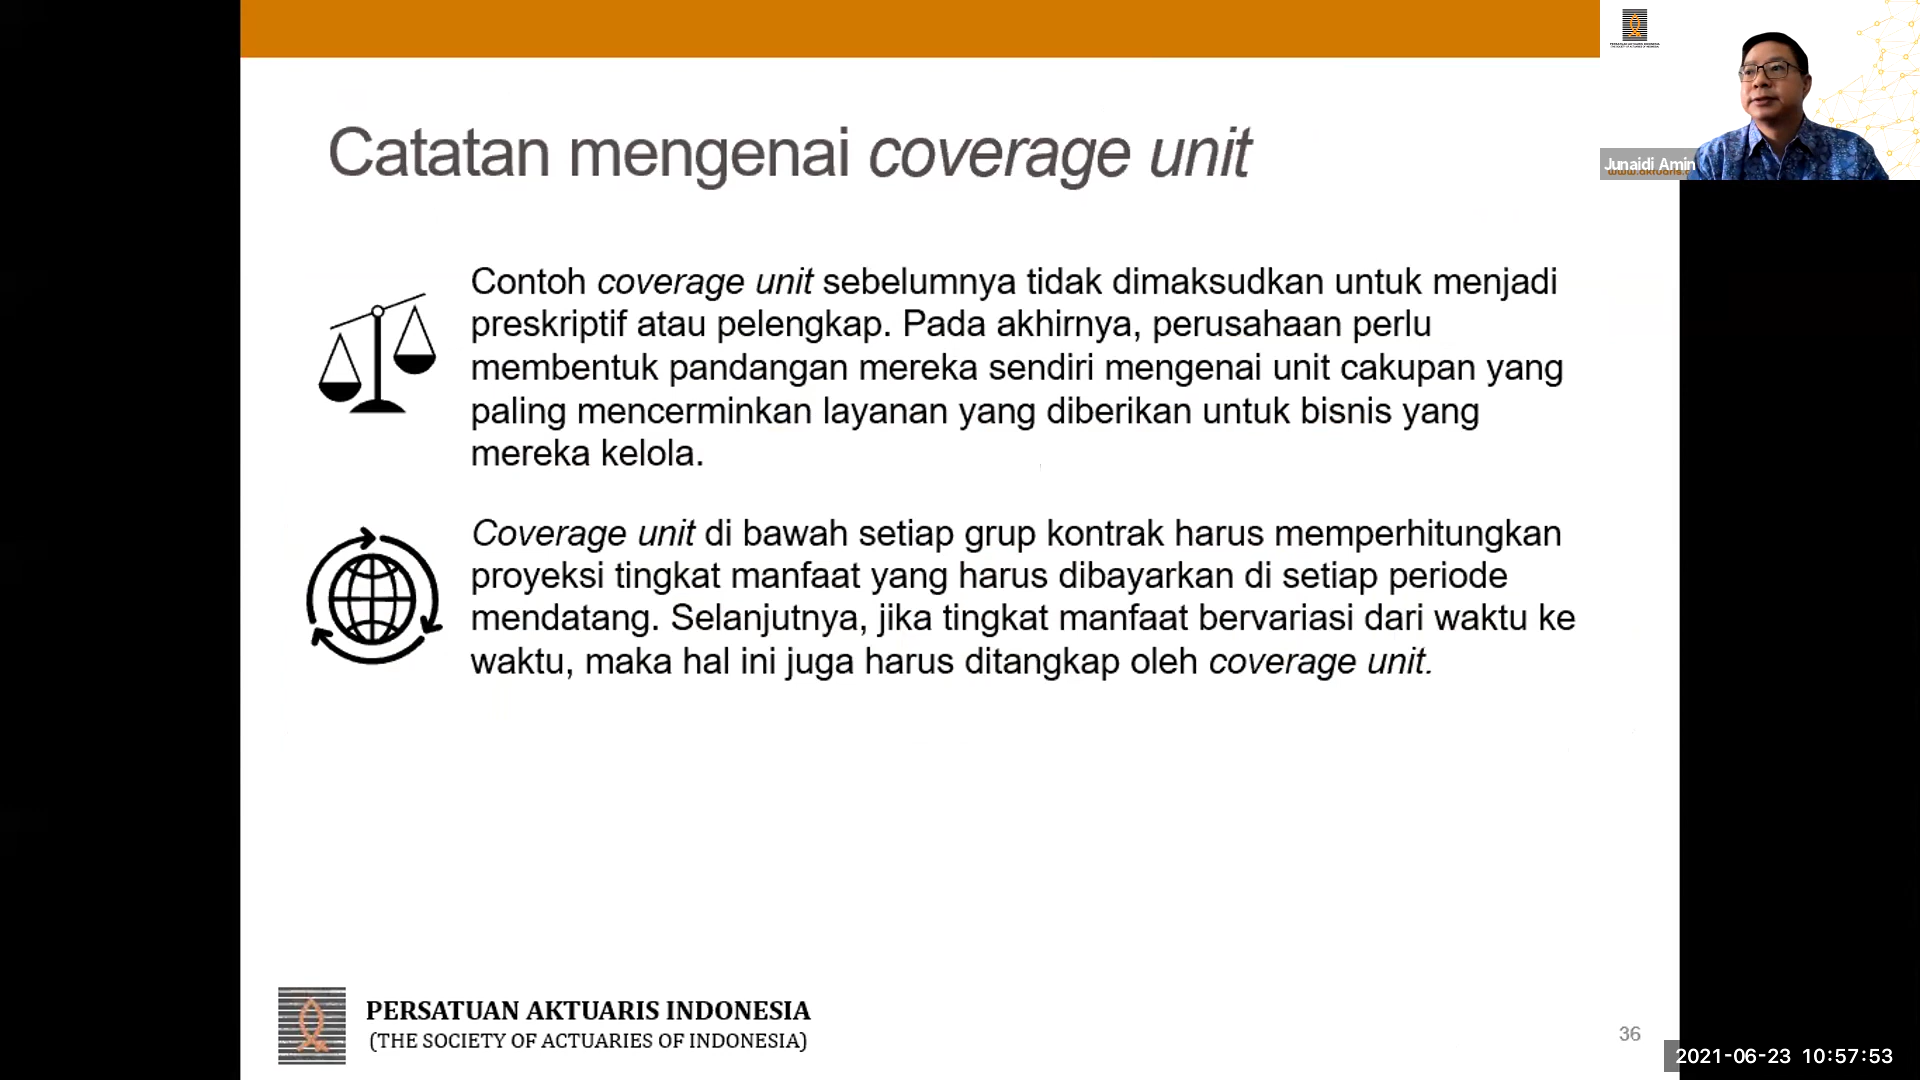 Catatan mengenai coverage unit
Contoh coverage unit sebelumnya tidak dimaksudkan untuk menjadi
preskriptif atau pelengkap. Pada akhirnya, perusahaan perlu
membentuk pandangan mereka sendiri mengenai unit cakupan yang
paling mencerminkan layanan yang diberikan untuk bisnis yang
mereka kelola.
Coverage unit di bawah setiap grup kontrak harus memperhitungkan
proyeksi tingkat manfaat yang harus dibayarkan di setiap periode
mendatang. Selanjutnya, jika tingkat manfaat bervariasi dari waktu ke
waktu, maka hal ini juga harus ditangkap oleh coverage unit.
PERSATUAN AKTUARIS INDONESIA
(THE SOCIETY OF ACTUARIES OF INDONESIA)
36
Junaidi Amin
2021-06-23 10:57:53